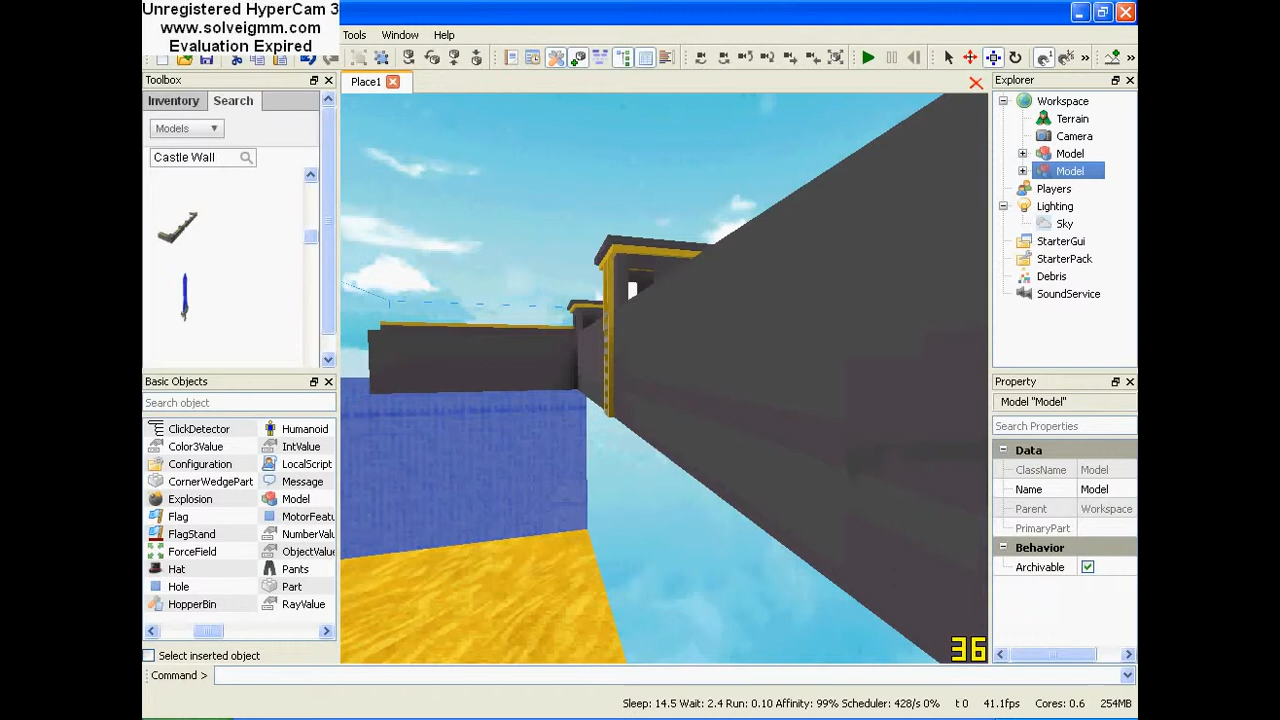 Unregistered HyperCam 3
www.solveigmm.com
Evaluation Expired
Tools Window Help
Toolbox
Inventory Search
Models
Castle Wall
Place1
Explorer
Workspace
Terrain
Camera
Model
Model
Players
Lighting
Sky
StarterGui
StarterPack
Debris
SoundService
Basic Objects
Search object
ClickDetector Humanoid
Color3Value IntValue
Configuration LocalScript
CornerWedgePart Message
Explosion Model
Flag MotorFeatu
FlagStand NumberValu
ForceField ObjectValue
Hat Pants
Hole Part
HopperBin RayValue
Select inserted object
Property
Model "Model"
Search Properties
Data
ClassName Model
Name Model
Parent Workspace
PrimaryPart
Behavior
Archivable
36
Command >
Sleep: 14.5 Wait: 2.4 Run: 0.10 Affinity: 99% Scheduler: 428/s 0% t 0 41.1fps Cores: 0.6 254MB